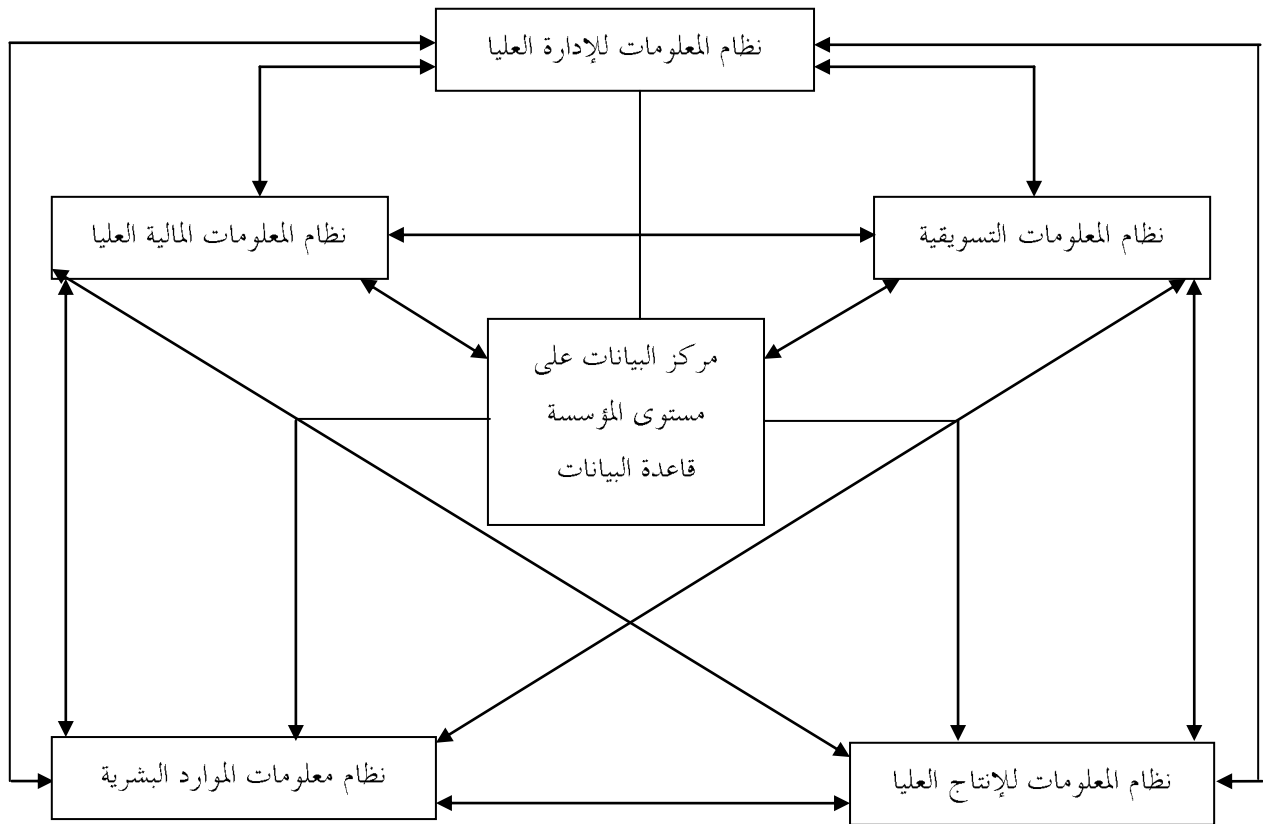 نظام المعلومات للإدارة العليا
نظام المعلومات التسويقية
نظام المعلومات المالية العليا
مركز البيانات على
مستوى المؤسسة
قاعدة البيانات
نظام المعلومات للإنتاج العليا
نظام معلومات الموارد البشرية